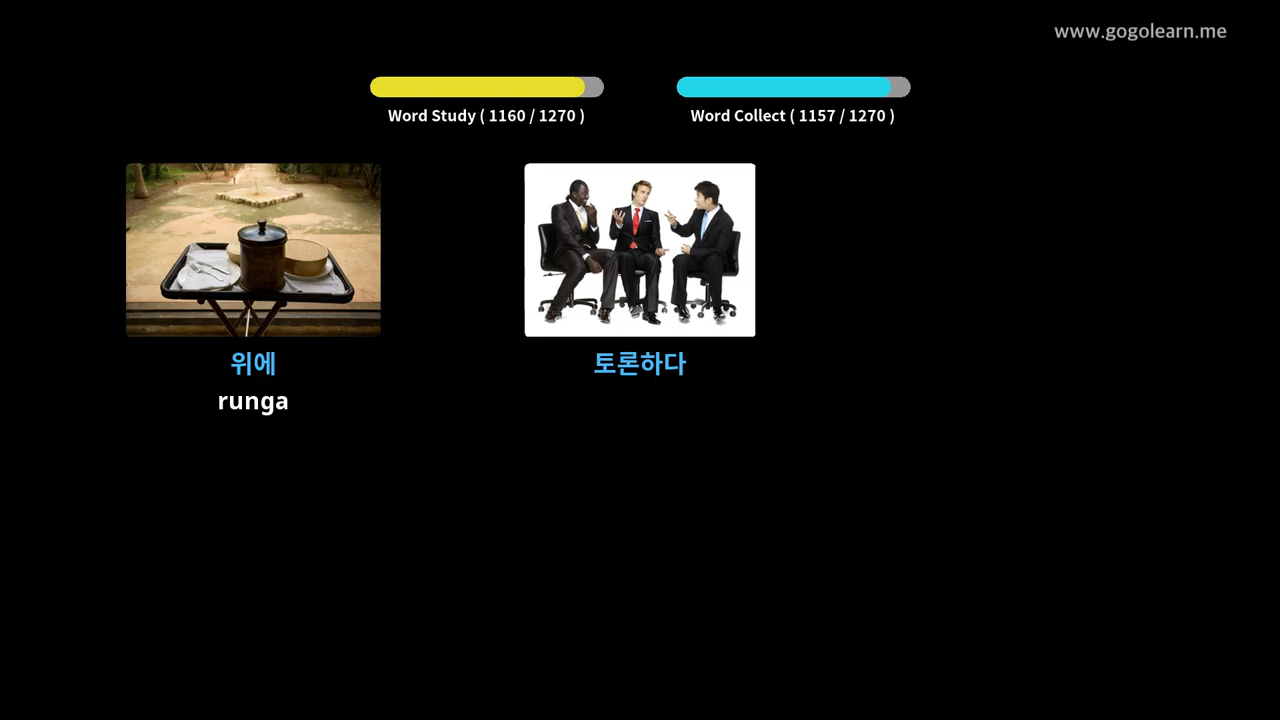 www.gogolearn.me
Word Study ( 1160 / 1270 )
Word Collect ( 1157 / 1270 )
위에
runga
토론하다